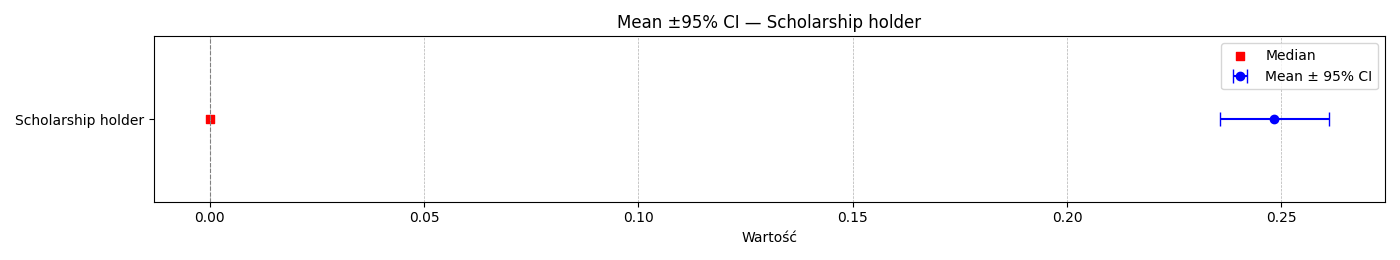 Mean ±95% CI — Scholarship holder
Median
Mean ± 95% CI
Scholarship holder
0.00 0.05 0.10 0.15 0.20 0.25
Wartość